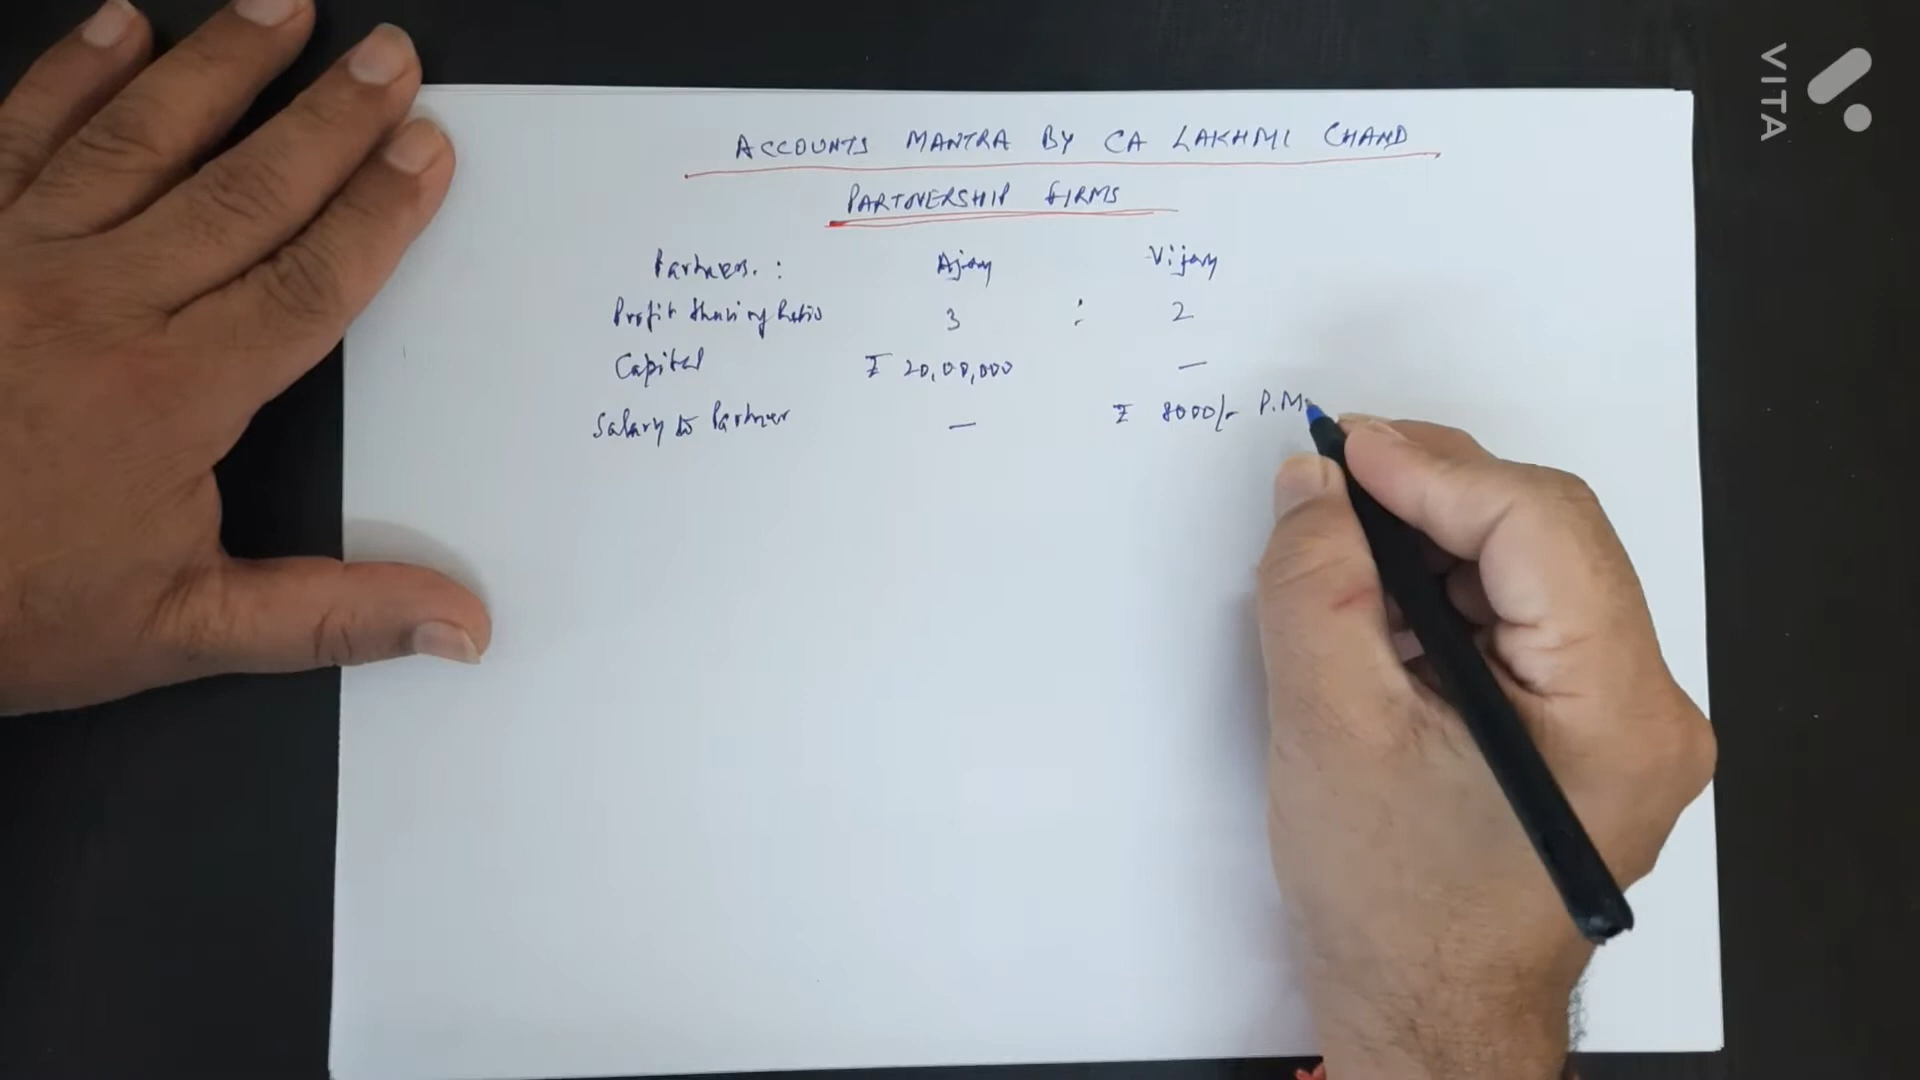 ACCOUNTS MANTRA BY CA LAKHMI CHAND
PARTNERSHIP FIRMS
Partners. : Ajay Vijay
Profit Sharing Ratio 3 : 2
Capital ₹ 20,00,000 —
Salary to Partner — ₹ 8000/- P.M.
VITA